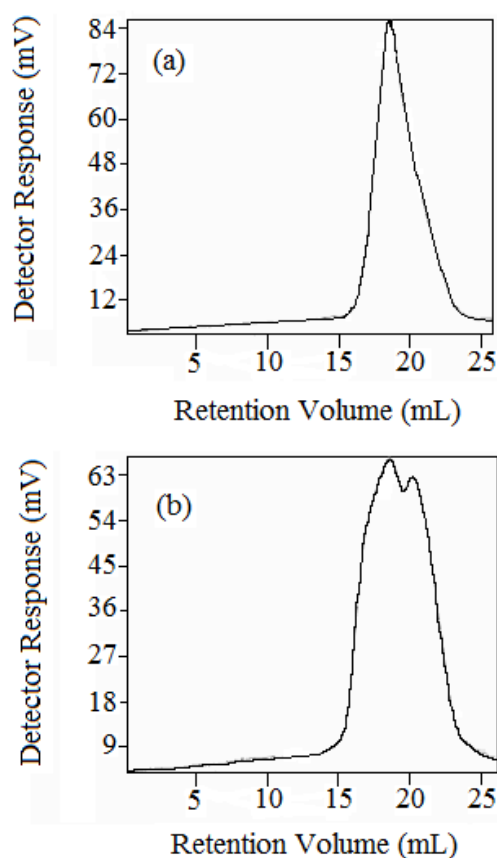 Detector Response (mV)
(a)
84
72
60
48
36
24
12
5 10 15 20 25
Retention Volume (mL)
Detector Response (mV)
(b)
63
54
45
36
27
18
9
5 10 15 20 25
Retention Volume (mL)